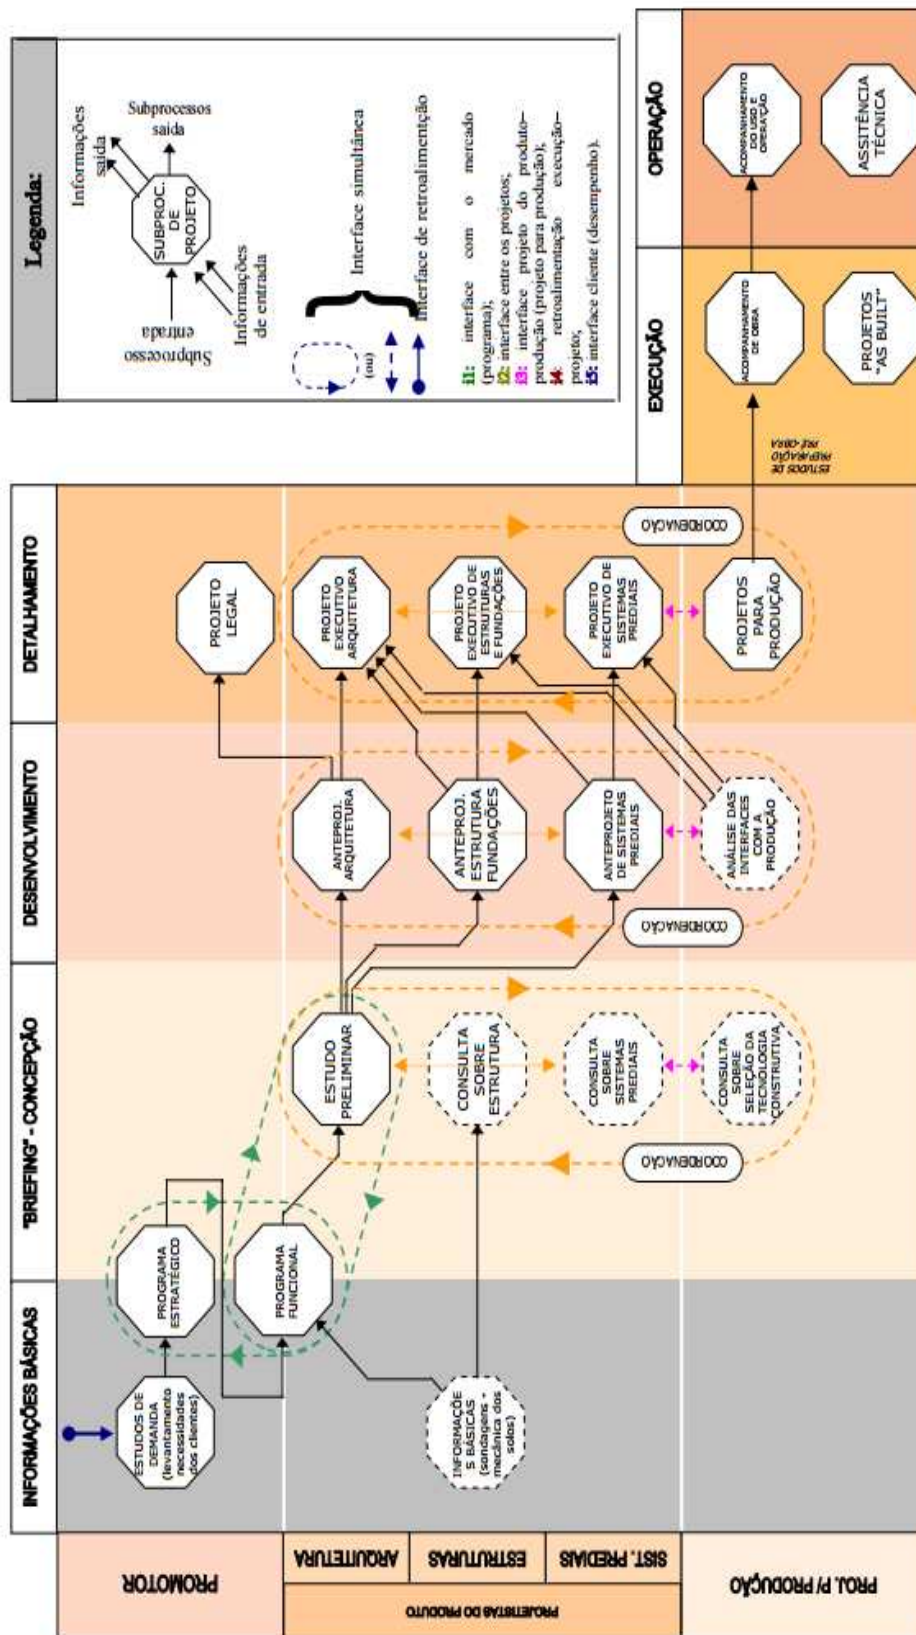 INFORMAÇÕES BÁSICAS
"BRIEFING" - CONCEPÇÃO
DESENVOLVIMENTO
DETALHAMENTO
EXECUÇÃO
OPERAÇÃO
PROMOTOR
PROJETISTAS DO PRODUTO
ARQUITETURA
ESTRUTURAS
SIST. PREDIAIS
PROJ. P/ PRODUÇÃO
ESTUDOS DE
DEMANDA
(levantamento
necessidades
dos clientes)
PROGRAMA
ESTRATÉGICO
PROGRAMA
FUNCIONAL
INFORMAÇÕE
S BÁSICAS
(sondagens -
mecânica dos
solos)
ESTUDO
PRELIMINAR
CONSULTA
SOBRE
ESTRUTURA
CONSULTA
SOBRE
SISTEMAS
PREDIAIS
CONSULTA
SOBRE
SELEÇÃO DA
TECNOLOGIA
CONSTRUTIVA
COORDENAÇÃO
ANTEPROJ.
ARQUITETURA
ANTEPROJ.
ESTRUTURA
FUNDAÇÕES
ANTEPROJETO
DE SISTEMAS
PREDIAIS
ANÁLISE DAS
INTERFACES
COM A
PRODUÇÃO
COORDENAÇÃO
PROJETO
LEGAL
PROJETO
EXECUTIVO
ARQUITETURA
PROJETO
EXECUTIVO DE
ESTRUTURAS
E FUNDAÇÕES
PROJETO
EXECUTIVO DE
SISTEMAS
PREDIAIS
PROJETOS
PARA
PRODUÇÃO
COORDENAÇÃO
ESTUDOS DE
PREPARAÇÃO
PRÉ-OBRA
ACOMPANHAMENTO
DE OBRA
PROJETOS
"AS BUILT"
ACOMPANHAMENTO
DO USO E
OPERAÇÃO
ASSITÊNCIA
TÉCNICA
Legenda:
Subprocesso
entrada
Informações
de entrada
SUBPROC.
DE
PROJETO
Informações
saida
Subprocessos
saida
(ou)
Interface simultânea
Interface de retroalimentção
i1: interface com o mercado
(programa);
i2: interface entre os projetos;
i3: interface projeto do produto–
produção (projeto para produção);
i4: retroalimentação execução–
projeto;
i5: interface cliente (desempenho).